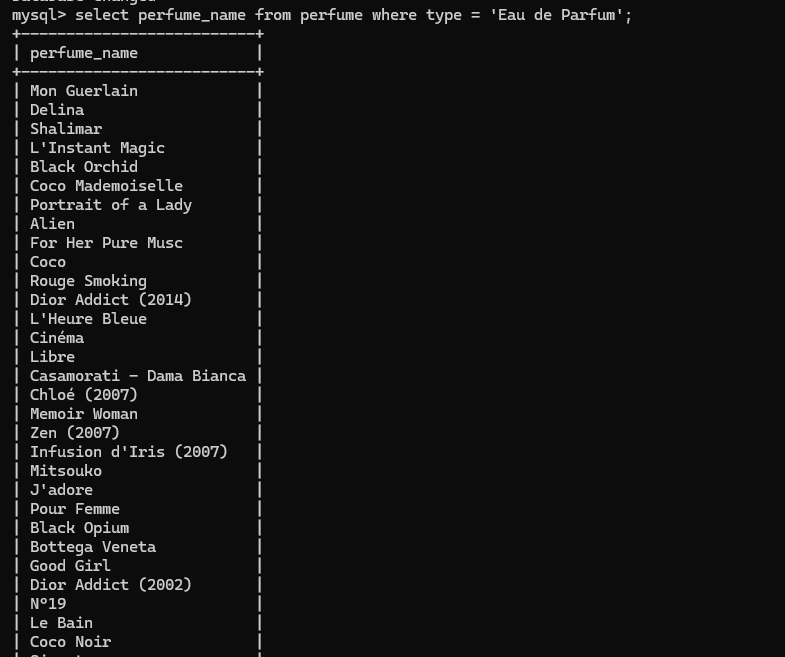 mysql> select perfume_name from perfume where type = 'Eau de Parfum';
+--------------------------+
| perfume_name             |
+--------------------------+
| Mon Guerlain             |
| Delina                   |
| Shalimar                 |
| L'Instant Magic          |
| Black Orchid             |
| Coco Mademoiselle        |
| Portrait of a Lady       |
| Alien                    |
| For Her Pure Musc        |
| Coco                     |
| Rouge Smoking            |
| Dior Addict (2014)       |
| L'Heure Bleue            |
| Cinéma                   |
| Libre                    |
| Casamorati – Dama Bianca |
| Chloé (2007)             |
| Memoir Woman             |
| Zen (2007)               |
| Infusion d'Iris (2007)   |
| Mitsouko                 |
| J'adore                  |
| Pour Femme               |
| Black Opium              |
| Bottega Veneta           |
| Good Girl                |
| Dior Addict (2002)       |
| N°19                     |
| Le Bain                  |
| Coco Noir                |